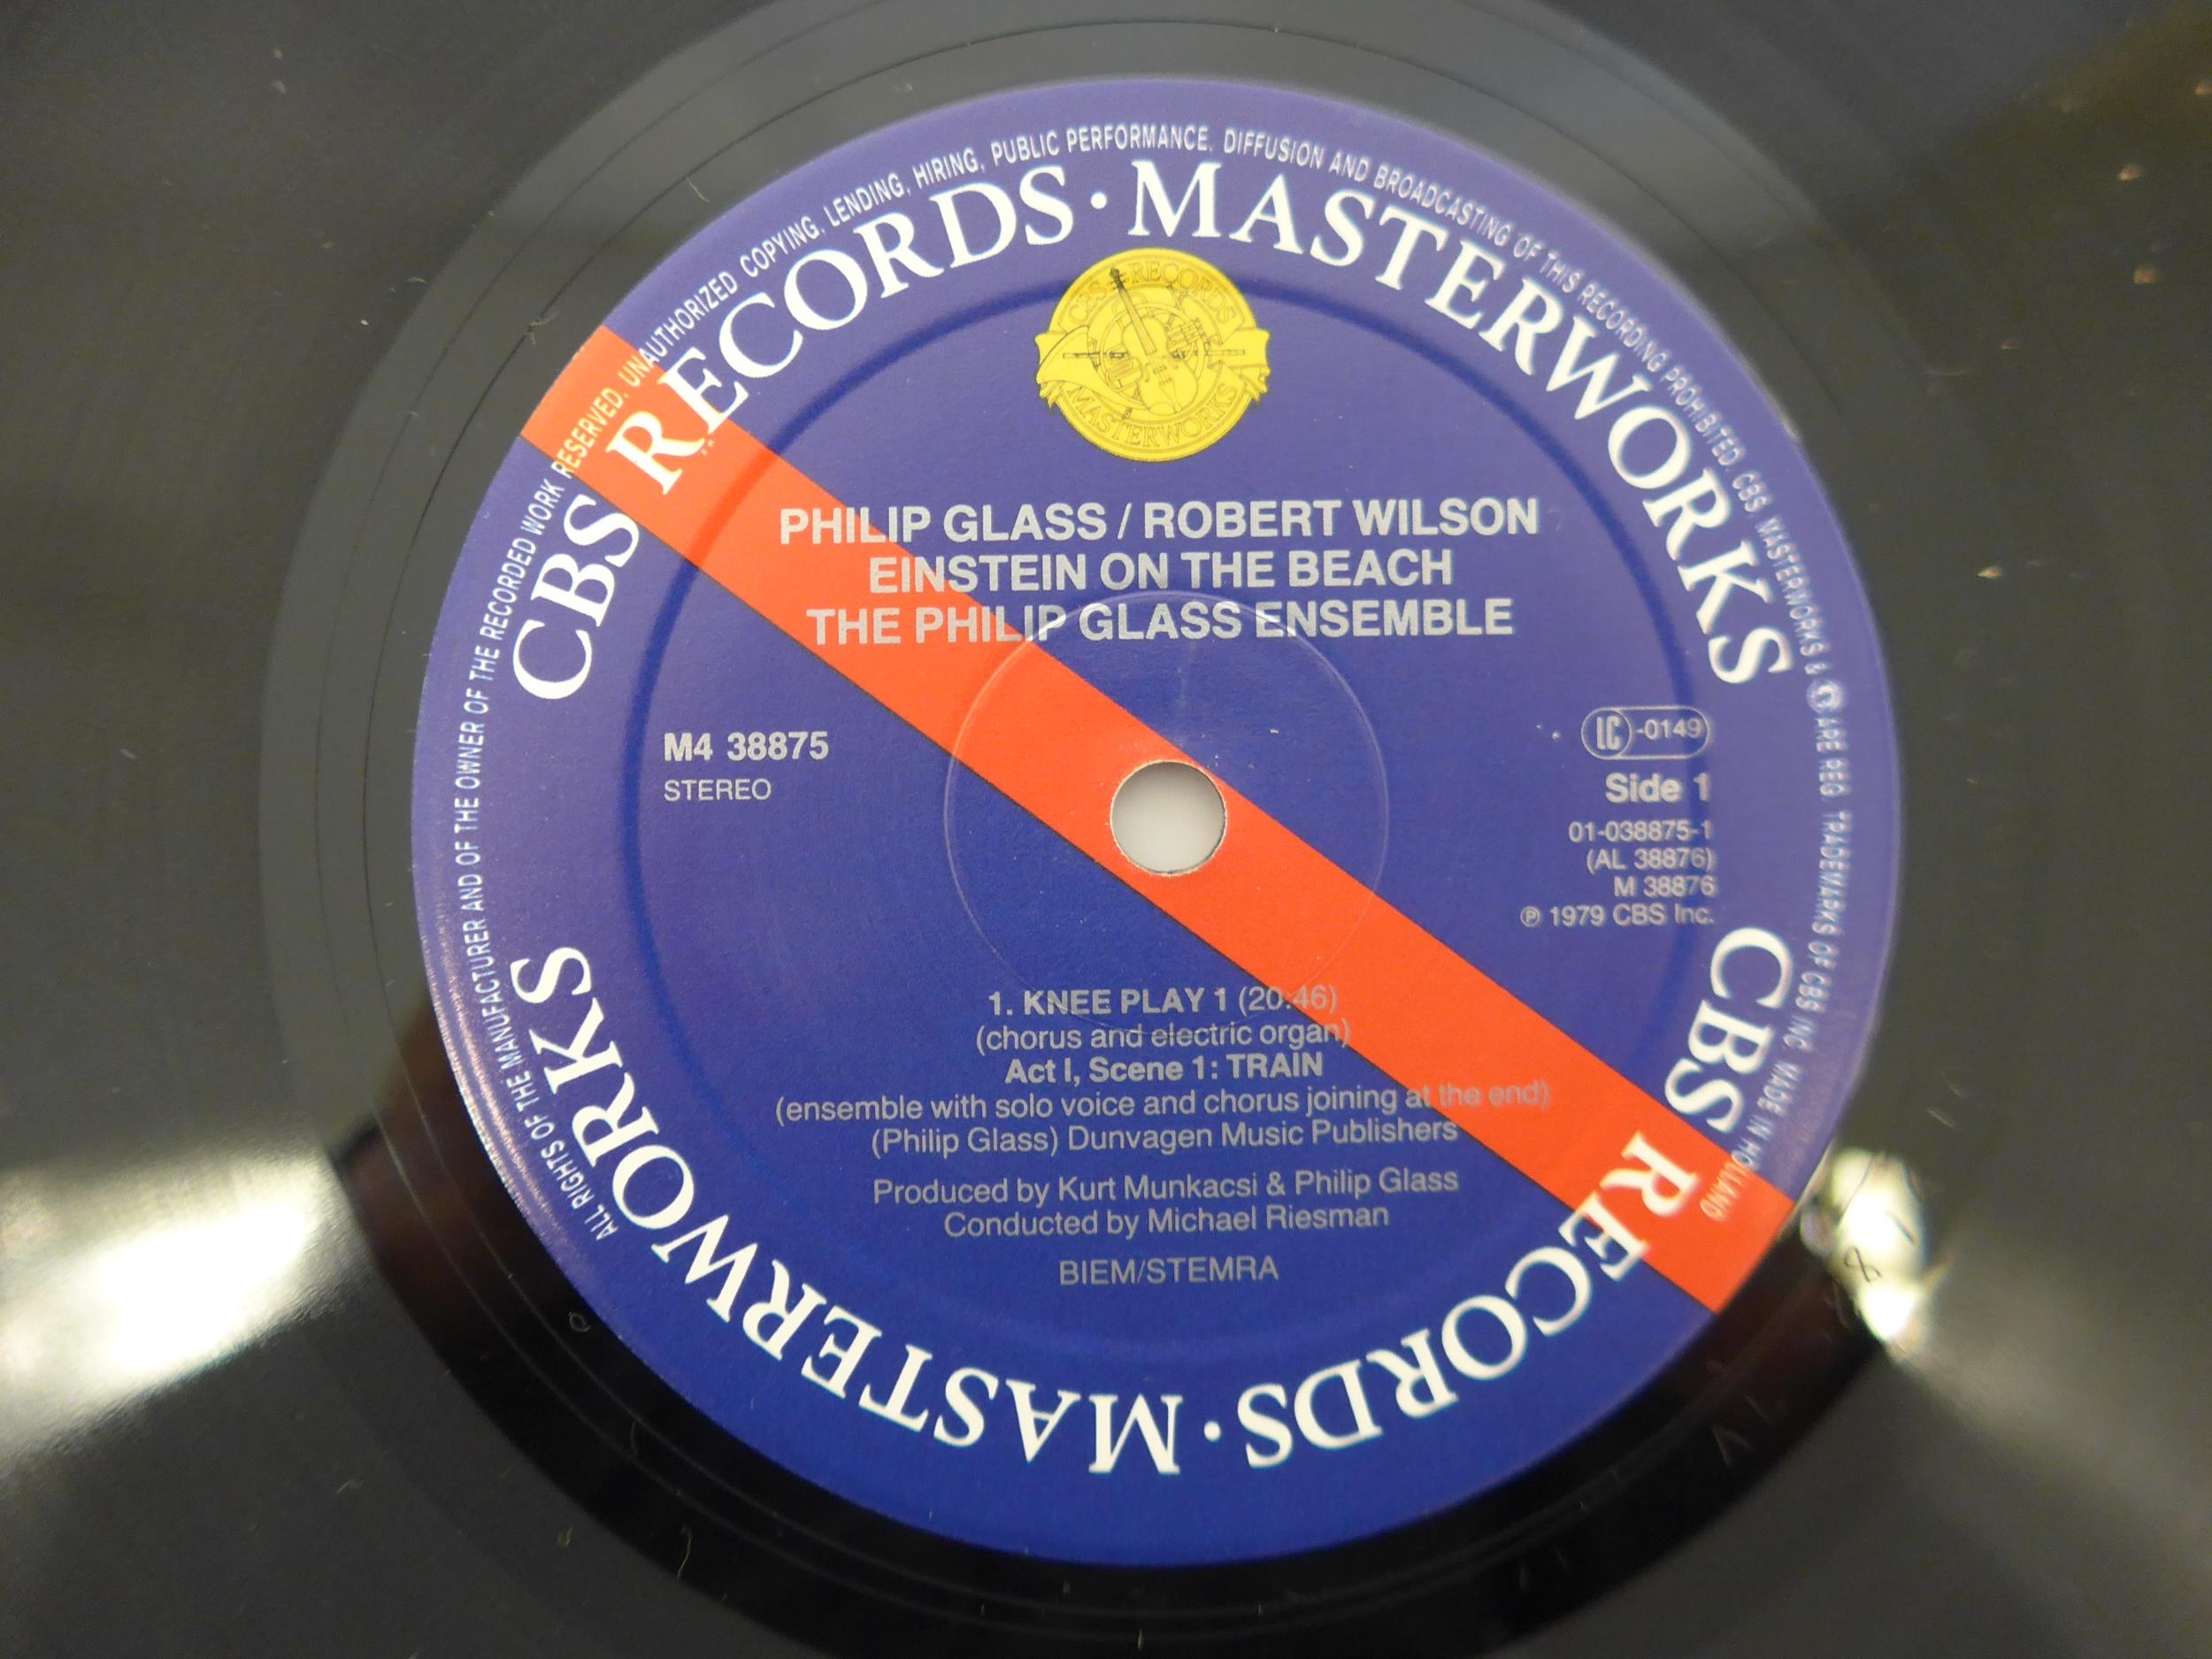 ALL RIGHTS OF THE MANUFACTURER AND OF THE OWNER OF THE RECORDED WORK RESERVED. UNAUTHORIZED COPYING, LENDING, HIRING, PUBLIC PERFORMANCE, DIFFUSION AND BROADCASTING OF THIS RECORDING PROHIBITED. CBS MASTERWORKS & ARE REG. TRADEMARKS OF CBS INC. MADE IN HOLLAND
CBS RECORDS · MASTERWORKS
CBS RECORDS
MASTERWORKS
PHILIP GLASS / ROBERT WILSON
EINSTEIN ON THE BEACH
THE PHILIP GLASS ENSEMBLE
M4 38875
STEREO
LC -0149
Side 1
01-038875-1
(AL 38876)
M 38876
℗ 1979 CBS Inc.
1. KNEE PLAY 1 (20:46)
(chorus and electric organ)
Act I, Scene 1: TRAIN
(ensemble with solo voice and chorus joining at the end)
(Philip Glass) Dunvagen Music Publishers
Produced by Kurt Munkacsi & Philip Glass
Conducted by Michael Riesman
BIEM/STEMRA
CBS RECORDS · MASTERWORKS